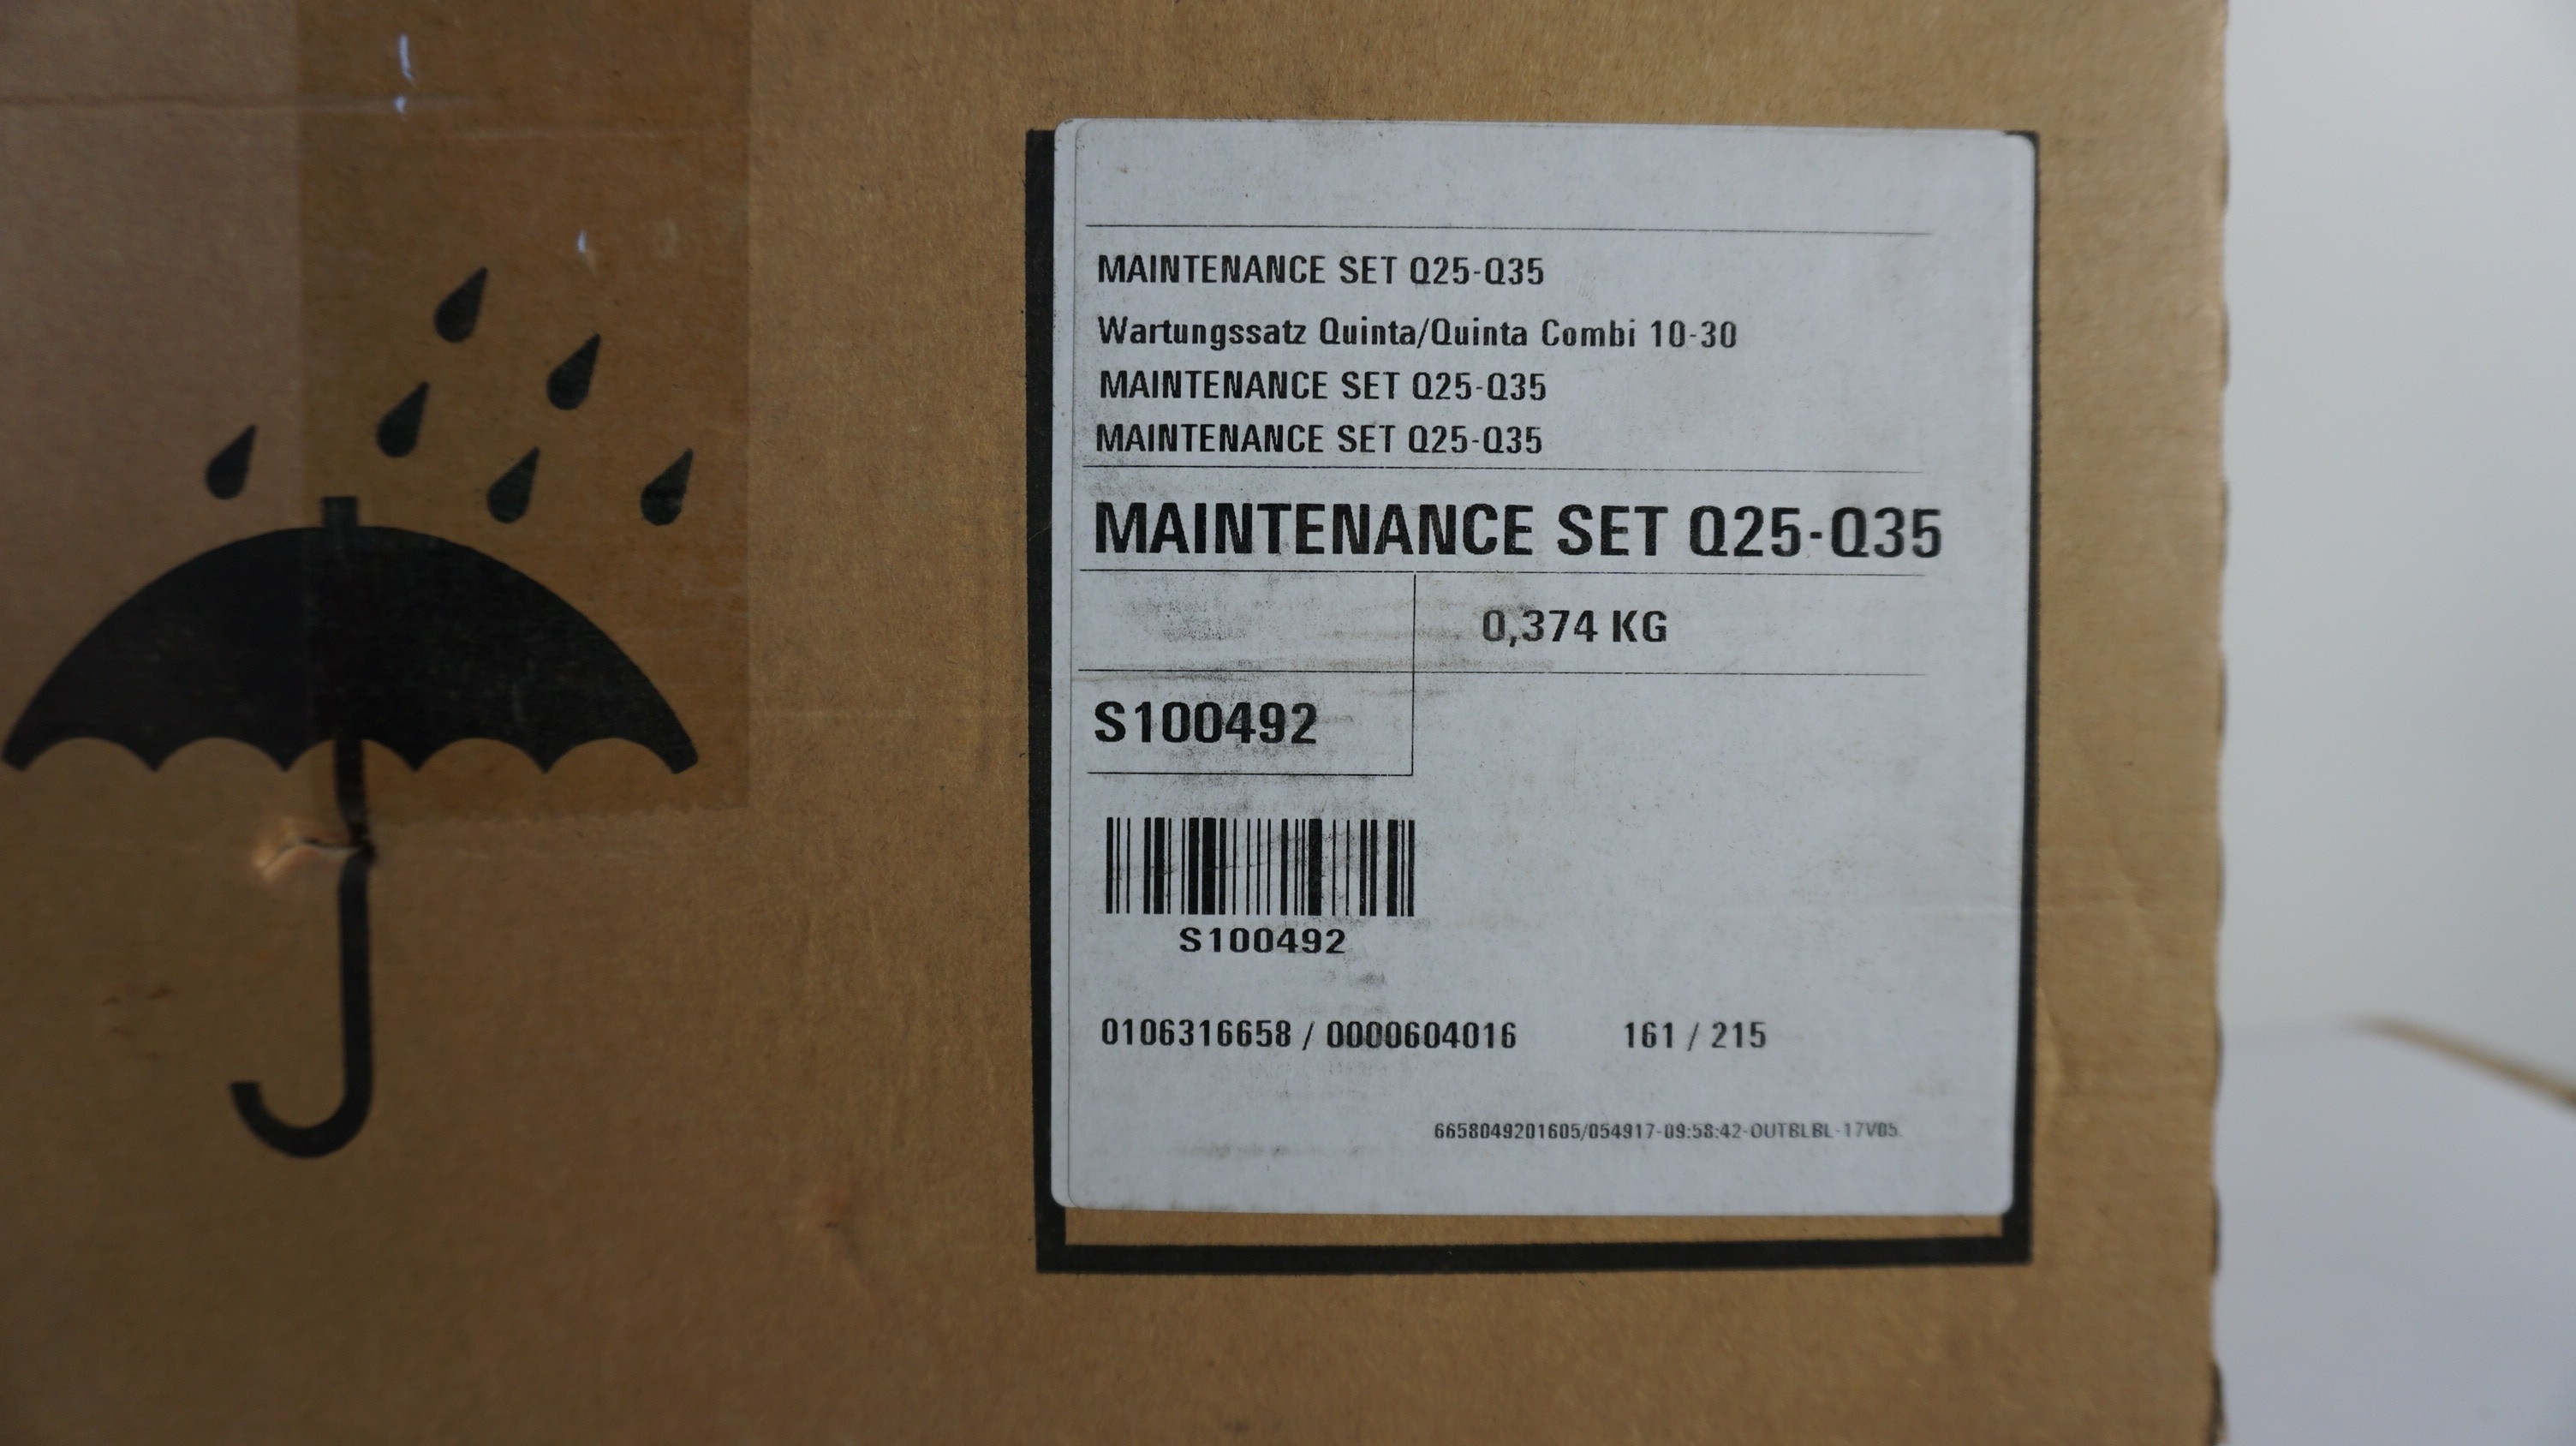 MAINTENANCE SET Q25-Q35
Wartungssatz Quinta/Quinta Combi 10-30
MAINTENANCE SET Q25-Q35
MAINTENANCE SET Q25-Q35
MAINTENANCE SET Q25-Q35
0,374 KG
S100492
S100492
0106316658 / 0000604016 161 / 215
6658049201605/054917-09:58:42-OUTBLBL-17V05